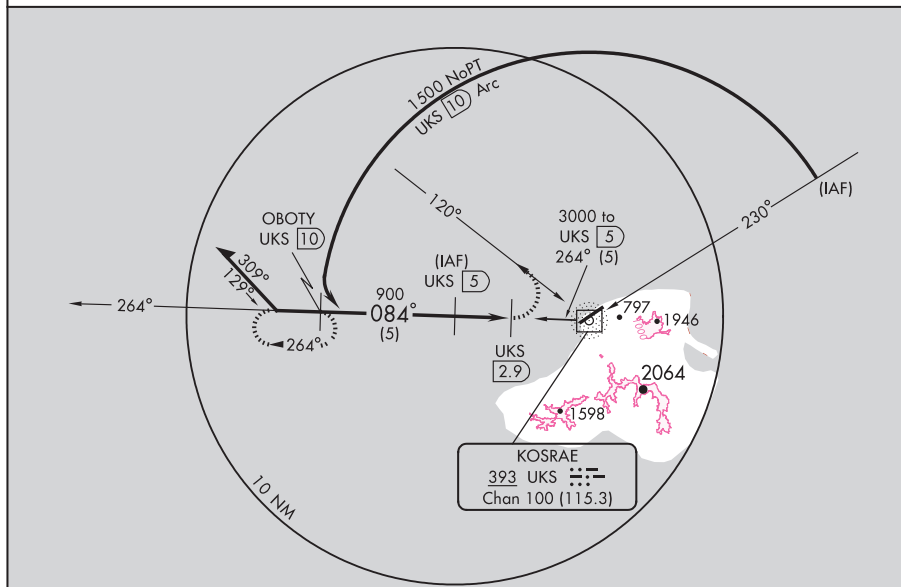 1500 NoPT
UKS 10 Arc
(IAF)
230°
120°
OBOTY
UKS 10
3000 to
UKS 5
264° (5)
(IAF)
UKS 5
309°
129°
264°
900
084°
(5)
264°
797
1946
UKS
2.9
2064
1598
KOSRAE
393 UKS
Chan 100 (115.3)
10 NM